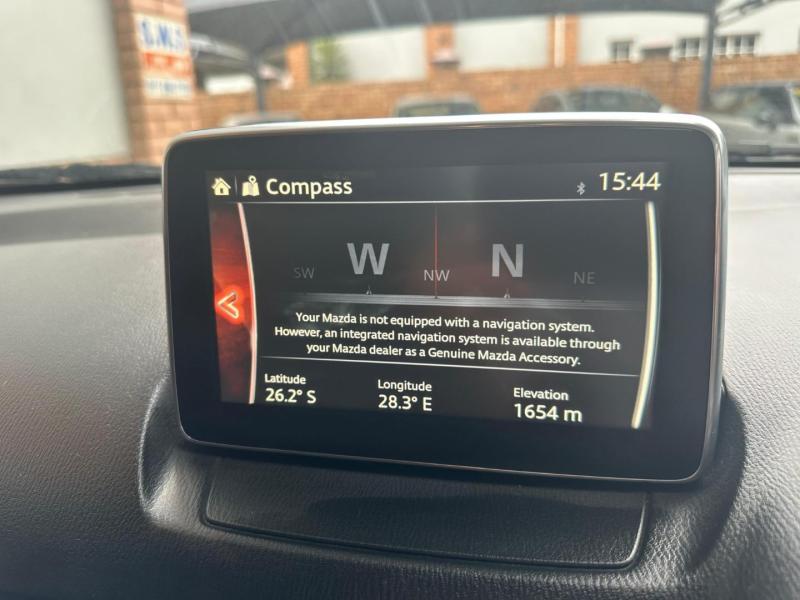 S.M.S
Compass
15:44
SW W NW N NE
Your Mazda is not equipped with a navigation system.
However, an integrated navigation system is available through
your Mazda dealer as a Genuine Mazda Accessory.
Latitude Longitude Elevation
26.2° S 28.3° E 1654 m